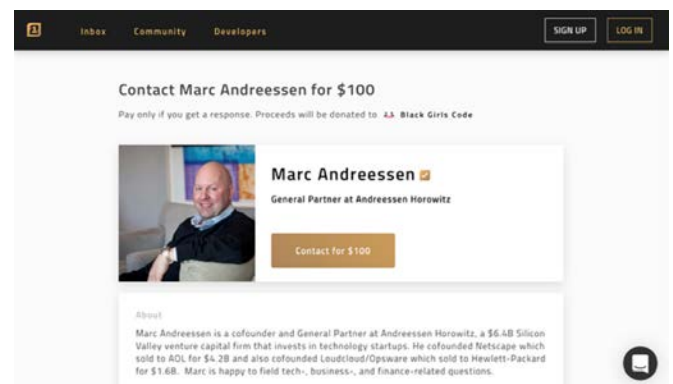 Inbox Community Developers SIGN UP LOG IN
Contact Marc Andreessen for $100
Pay only if you get a response. Proceeds will be donated to Black Girls Code
Marc Andreessen
General Partner at Andreessen Horowitz
Contact for $100
About
Marc Andreessen is a cofounder and General Partner at Andreessen Horowitz, a $6.4B Silicon
Valley venture capital firm that invests in technology startups. He cofounded Netscape which
sold to AOL for $4.2B and also cofounded Loudcloud/Opsware which sold to Hewlett-Packard
for $1.6B. Marc is happy to field tech-, business-, and finance-related questions.